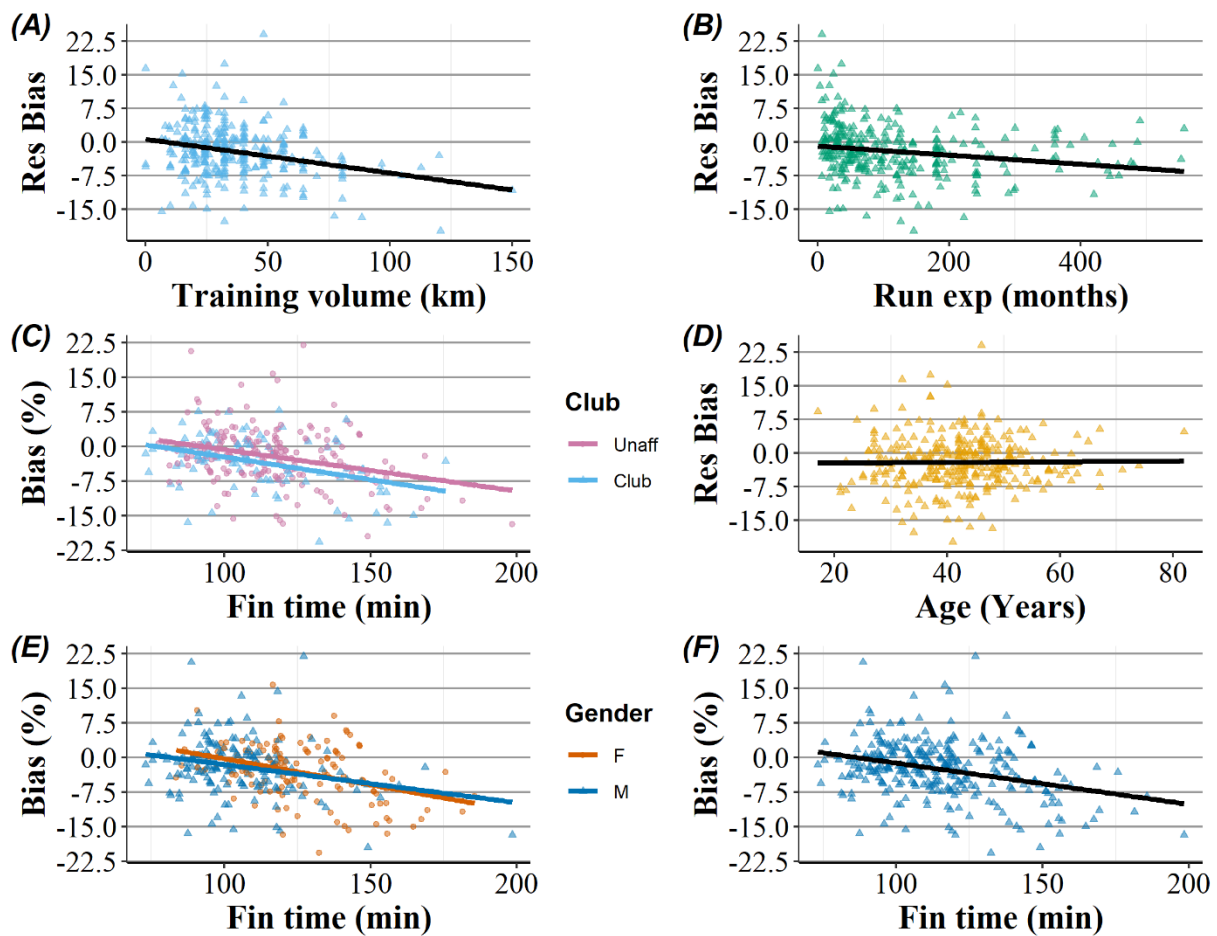 (A)
Res Bias
22.5
15.0
7.5
0.0
-7.5
-15.0
0 50 100 150
Training volume (km)
(B)
Res Bias
22.5
15.0
7.5
0.0
-7.5
-15.0
0 200 400
Run exp (months)
(C)
Bias (%)
22.5
15.0
7.5
0.0
-7.5
-15.0
-22.5
100 150 200
Fin time (min)
Club
Unaff
Club
(D)
Res Bias
22.5
15.0
7.5
0.0
-7.5
-15.0
20 40 60 80
Age (Years)
(E)
Bias (%)
22.5
15.0
7.5
0.0
-7.5
-15.0
-22.5
100 150 200
Fin time (min)
Gender
F
M
(F)
Bias (%)
22.5
15.0
7.5
0.0
-7.5
-15.0
-22.5
100 150 200
Fin time (min)